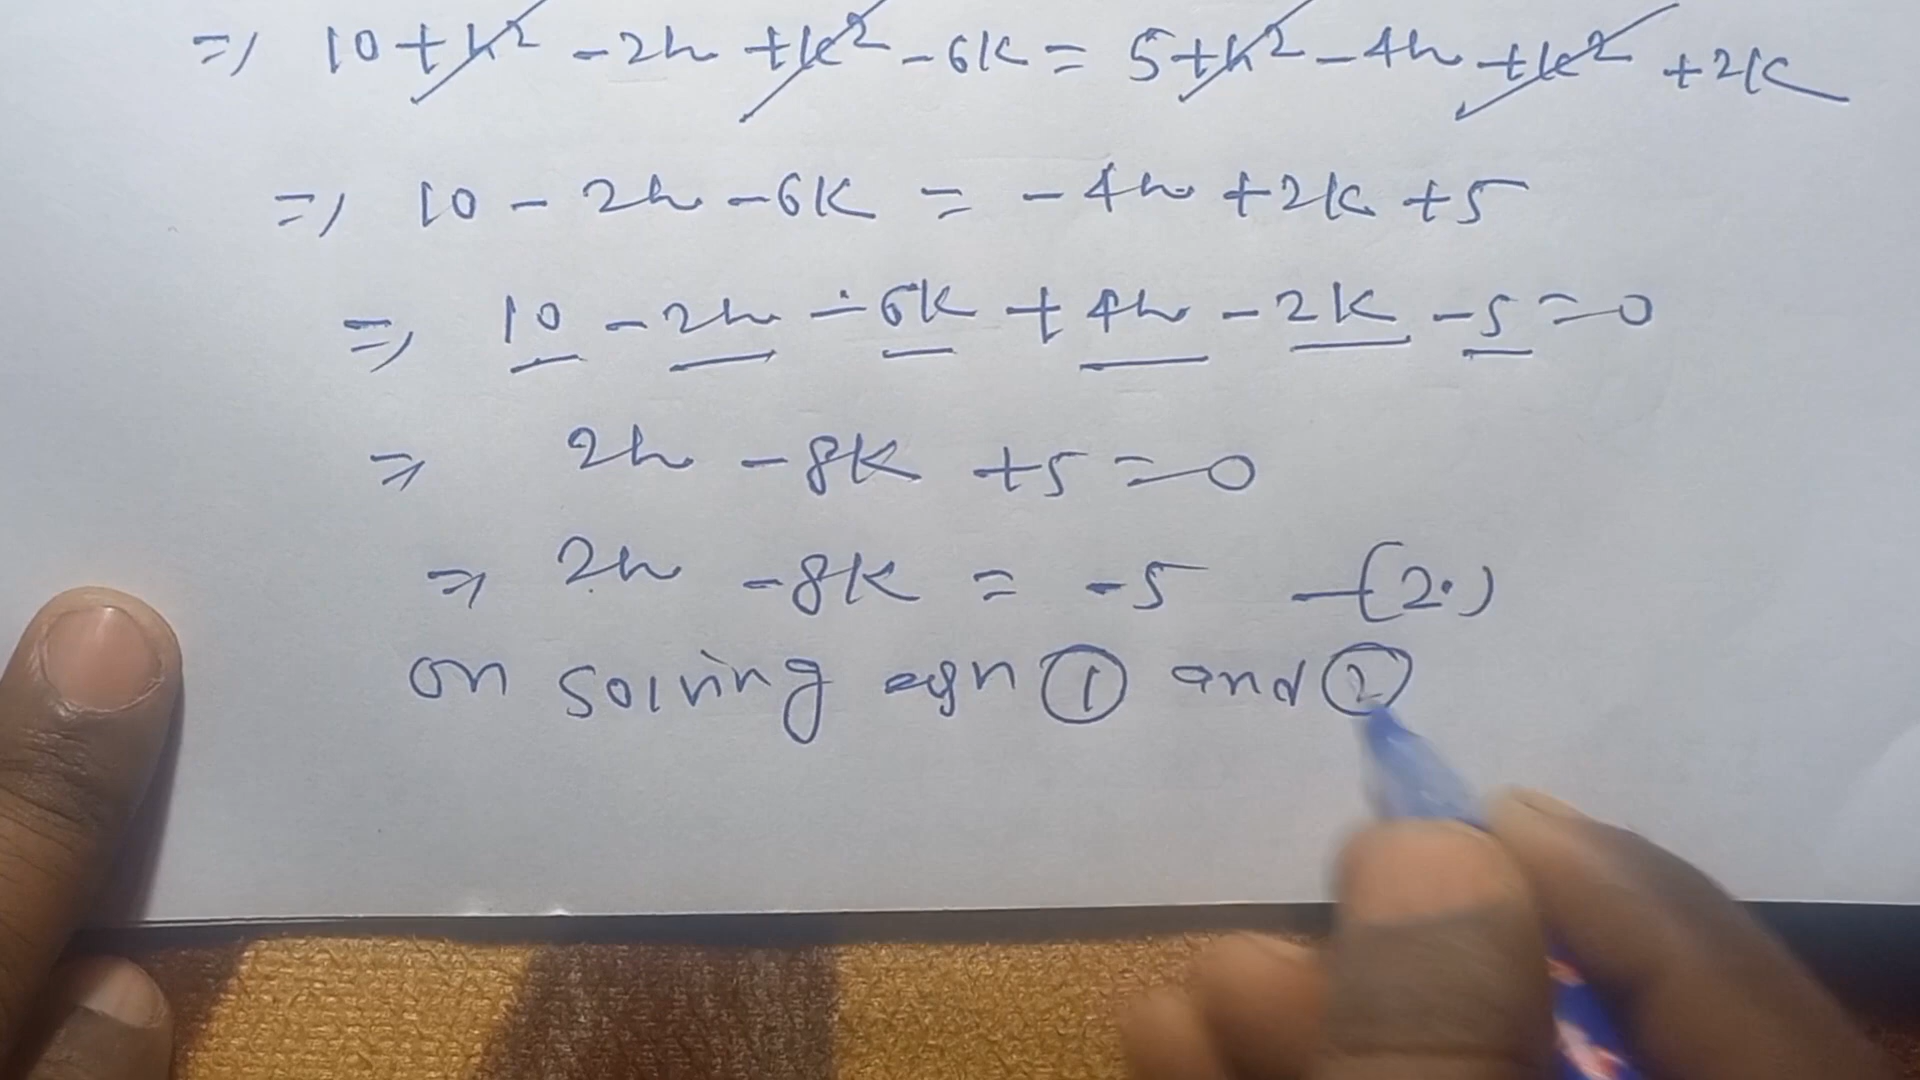 => 10+h² -2h +k² -6k = 5+h² -4h +k² +2k
=> 10 - 2h -6k = -4h +2k +5
=> 10 -2h -6k + 4h -2k -5 =0
=> 2h -8k +5 =0
=> 2h -8k = -5 -(2.)
on solving eqn ① and ②